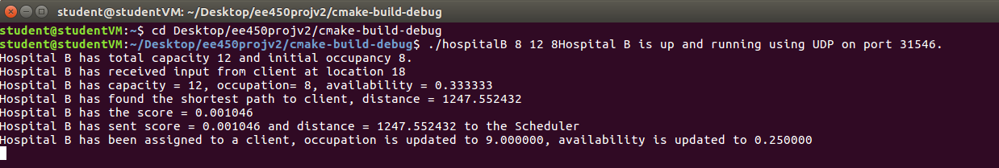 student@studentVM: ~/Desktop/ee450projv2/cmake-build-debug
student@studentVM:~$ cd Desktop/ee450projv2/cmake-build-debug
student@studentVM:~/Desktop/ee450projv2/cmake-build-debug$ ./hospitalB 8 12 8Hospital B is up and running using UDP on port 31546.
Hospital B has total capacity 12 and initial occupancy 8.
Hospital B has received input from client at location 18
Hospital B has capacity = 12, occupation= 8, availability = 0.333333
Hospital B has found the shortest path to client, distance = 1247.552432
Hospital B has the score = 0.001046
Hospital B has sent score = 0.001046 and distance = 1247.552432 to the Scheduler
Hospital B has been assigned to a client, occupation is updated to 9.000000, availability is updated to 0.250000